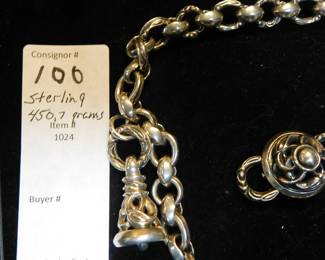 Consignor #
100
Sterling
450,7 grams
Item #
1024
Buyer #